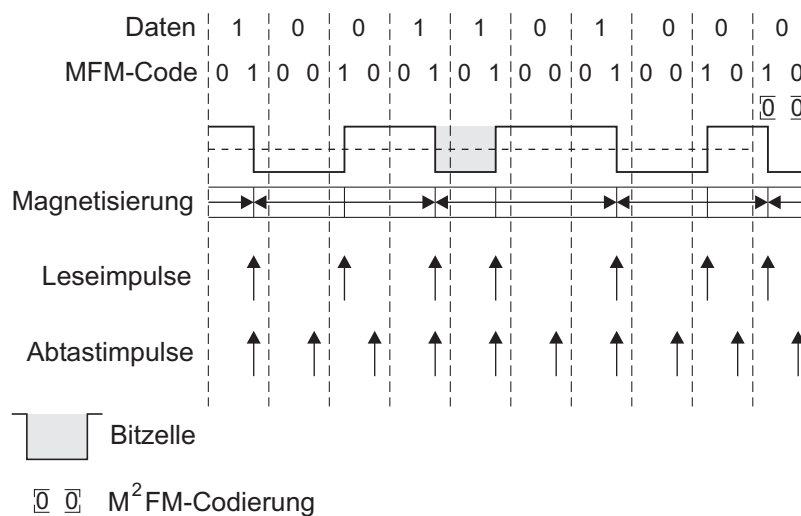 Daten 1 0 0 1 1 0 1 0 0 0
MFM-Code 0 1 0 0 1 0 0 1 0 1 0 0 0 1 0 0 1 0 1 0
0 0
Magnetisierung
Leseimpulse
Abtastimpulse
Bitzelle
0 0 M²FM-Codierung